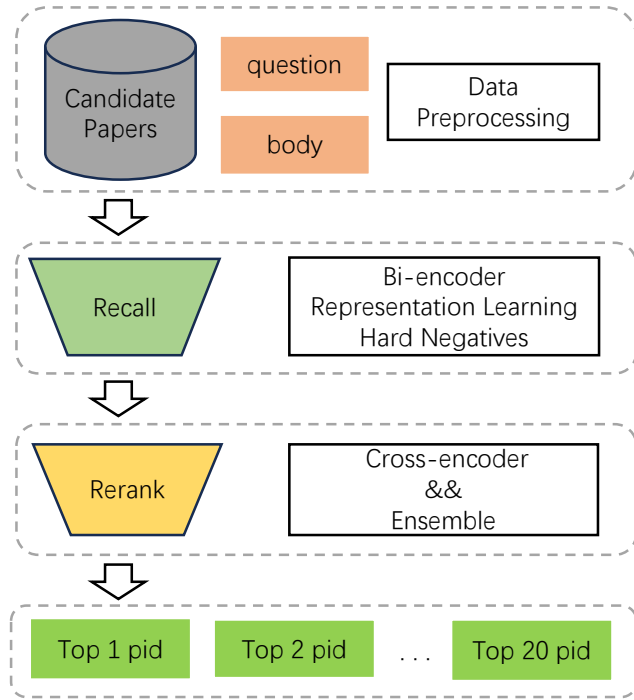 Candidate
Papers
question
body
Data
Preprocessing
Recall
Bi-encoder
Representation Learning
Hard Negatives
Rerank
Cross-encoder
&&
Ensemble
Top 1 pid
Top 2 pid
...
Top 20 pid